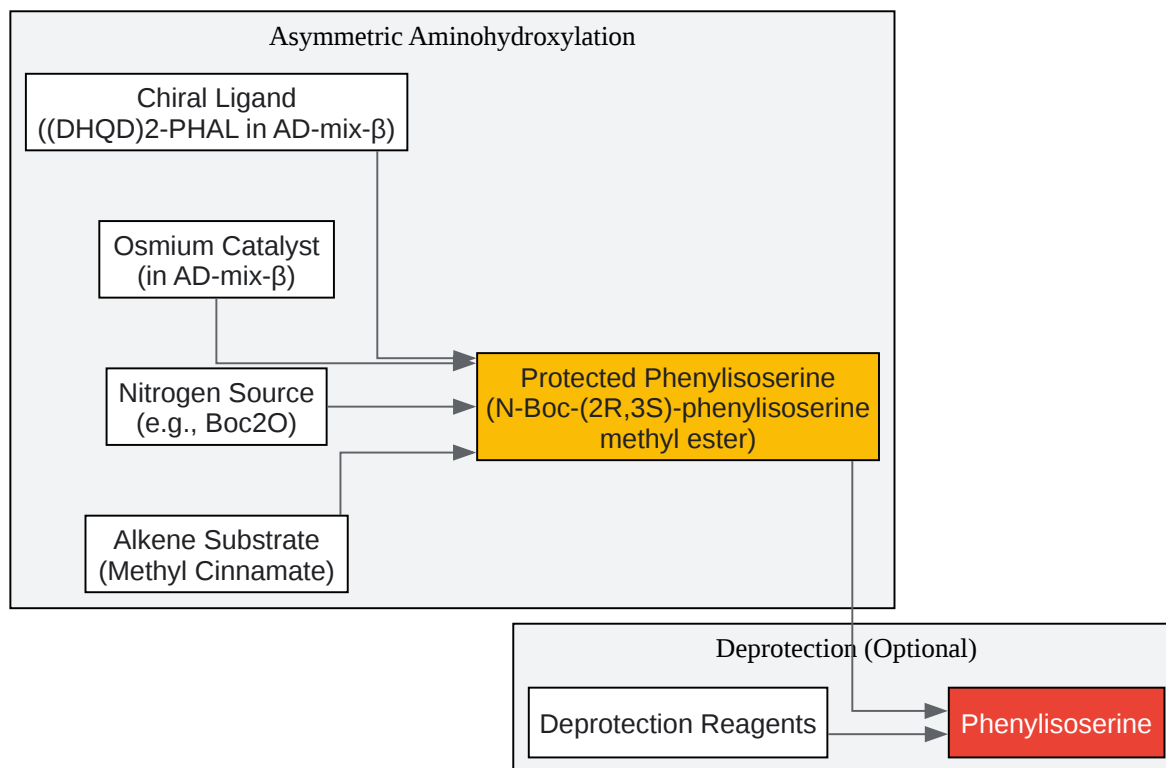 Asymmetric Aminohydroxylation
Chiral Ligand
((DHQD)2-PHAL in AD-mix-β)
Osmium Catalyst
(in AD-mix-β)
Nitrogen Source
(e.g., Boc2O)
Alkene Substrate
(Methyl Cinnamate)
Protected Phenylisoserine
(N-Boc-(2R,3S)-phenylisoserine
methyl ester)
Deprotection (Optional)
Deprotection Reagents
Phenylisoserine